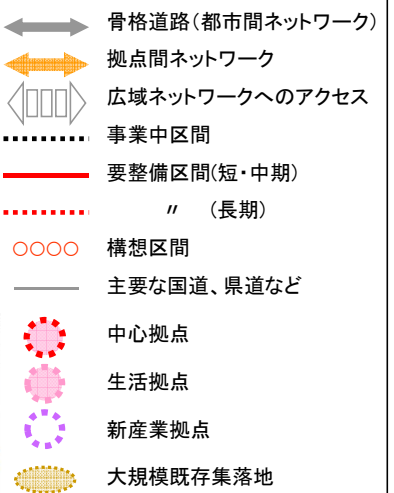 骨格道路(都市間ネットワーク)
拠点間ネットワーク
広域ネットワークへのアクセス
事業中区間
要整備区間(短・中期)
〃 (長期)
構想区間
主要な国道、県道など
中心拠点
生活拠点
新産業拠点
大規模既存集落地